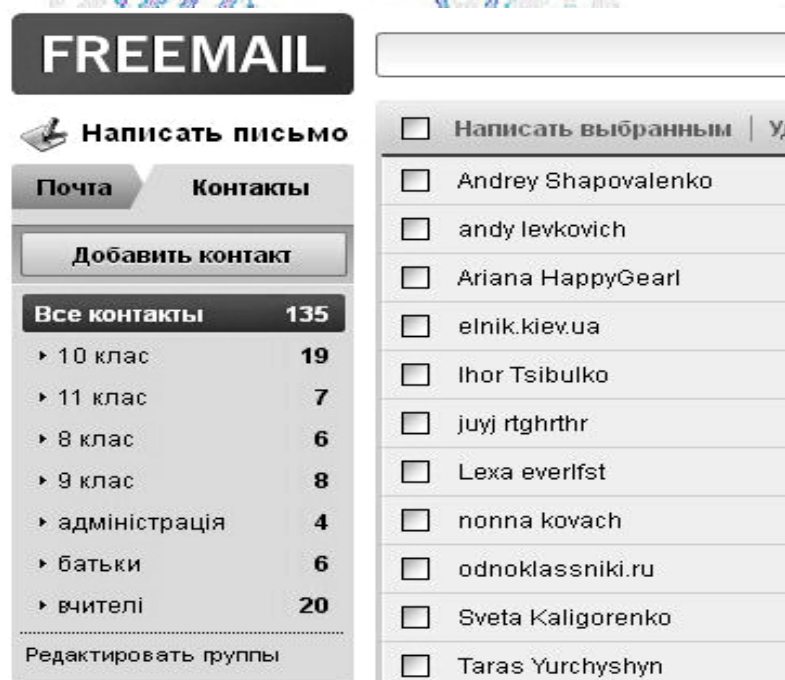 FREEMAIL
Написать письмо
Почта
Контакты
Добавить контакт
Все контакты 135
10 клас 19
11 клас 7
8 клас 6
9 клас 8
адміністрація 4
батьки 6
вчителі 20
Редактировать группы
Написать выбранным
Andrey Shapovalenko
andy levkovich
Ariana HappyGearl
elnik.kiev.ua
Ihor Tsibulko
juyj rtghrthr
Lexa everlfst
nonna kovach
odnoklassniki.ru
Sveta Kaligorenko
Taras Yurchyshyn